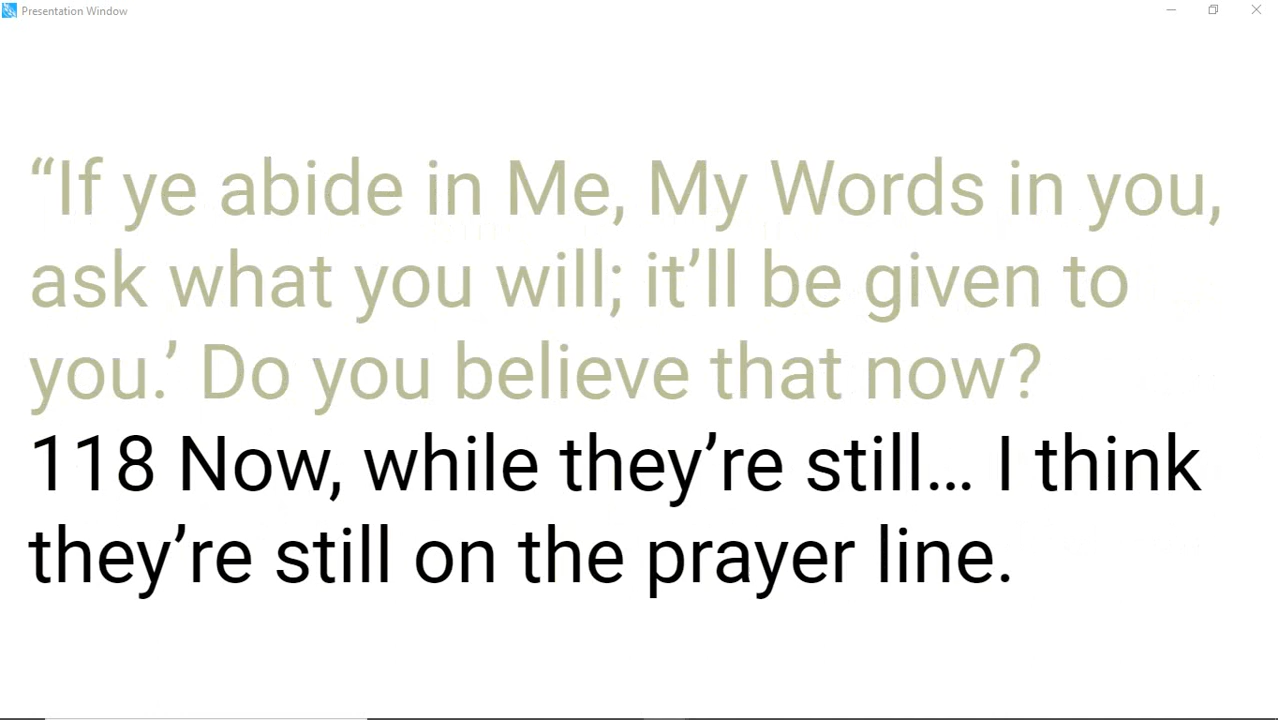 Presentation Window
“If ye abide in Me, My Words in you,
ask what you will; it’ll be given to
you.’ Do you believe that now?
118 Now, while they’re still… I think
they’re still on the prayer line.